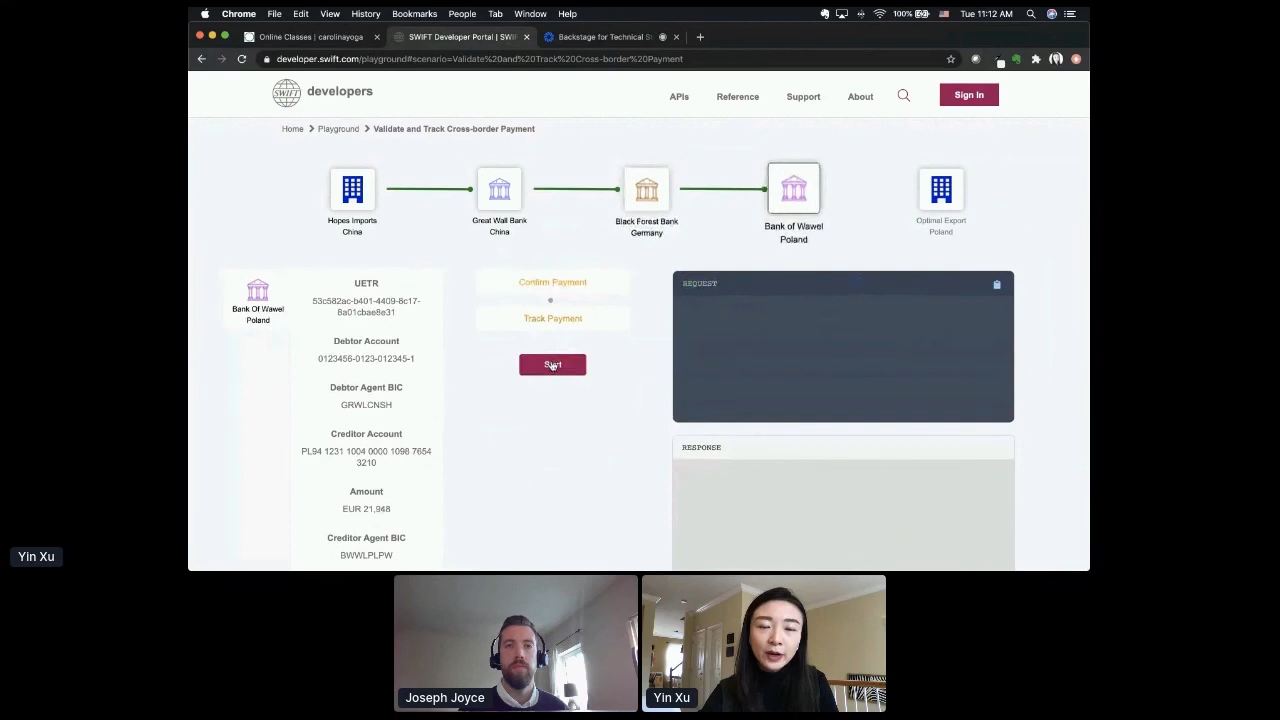 Chrome File Edit View History Bookmarks People Tab Window Help
100% Tue 11:12 AM
Online Classes | carolinayoga
SWIFT Developer Portal | SWIF
Backstage for Technical St
developer.swift.com/playground#scenario=Validate%20and%20Track%20Cross-border%20Payment
SWIFT developers
APIs Reference Support About Sign In
Home Playground Validate and Track Cross-border Payment
Hopes Imports
China
Great Wall Bank
China
Black Forest Bank
Germany
Bank of Wawel
Poland
Optimal Export
Poland
Bank Of Wawel
Poland
UETR
53c582ac-b401-4409-8c17-
8a01cbae8e31
Debtor Account
0123456-0123-012345-1
Debtor Agent BIC
GRWLCNSH
Creditor Account
PL94 1231 1004 0000 1098 7654
3210
Amount
EUR 21,948
Creditor Agent BIC
BWWLPLPW
Confirm Payment
Track Payment
Start
REQUEST
RESPONSE
Yin Xu
Joseph Joyce
Yin Xu